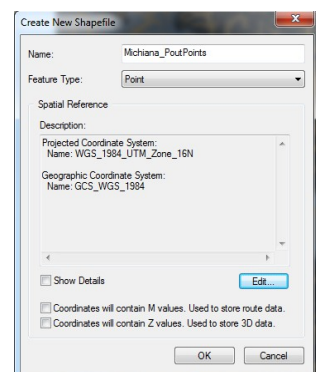 Create New Shapefile
Name: Michiana_PoutPoints
Feature Type: Point
Spatial Reference
Description:
Projected Coordinate System:
Name: WGS_1984_UTM_Zone_16N
Geographic Coordinate System:
Name: GCS_WGS_1984
Show Details Edit...
Coordinates will contain M values. Used to store route data.
Coordinates will contain Z values. Used to store 3D data.
OK Cancel